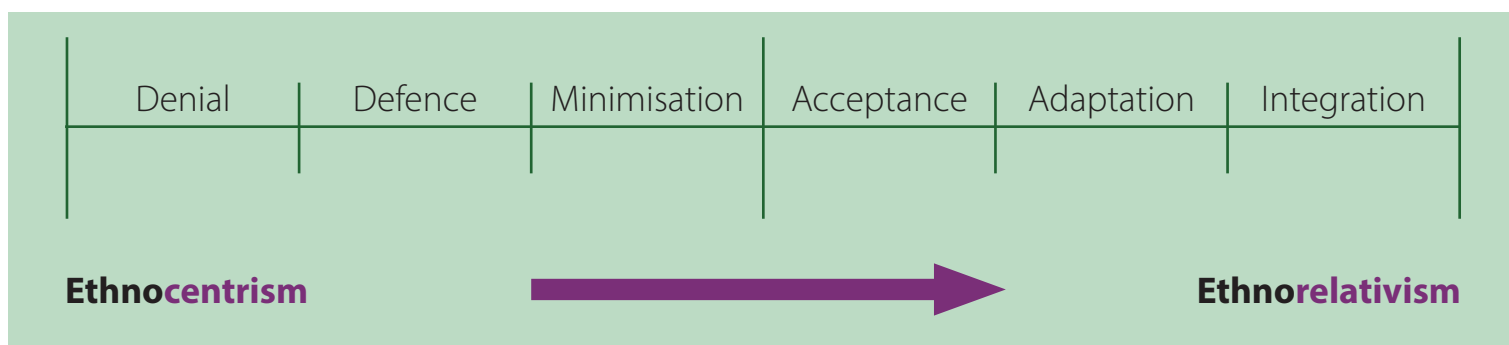 Denial Defence Minimisation Acceptance Adaptation Integration
Ethnocentrism Ethnorelativism